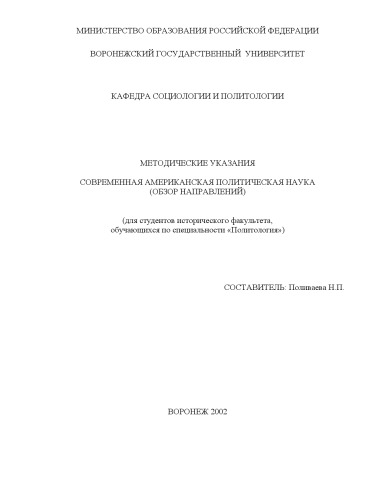 МИНИСТЕРСТВО ОБРАЗОВАНИЯ РОССИЙСКОЙ ФЕДЕРАЦИИ
ВОРОНЕЖСКИЙ ГОСУДАРСТВЕННЫЙ УНИВЕРСИТЕТ
КАФЕДРА СОЦИОЛОГИИ И ПОЛИТОЛОГИИ
МЕТОДИЧЕСКИЕ УКАЗАНИЯ
СОВРЕМЕННАЯ АМЕРИКАНСКАЯ ПОЛИТИЧЕСКАЯ НАУКА
(ОБЗОР НАПРАВЛЕНИЙ)
(для студентов исторического факультета,
обучающихся по специальности «Политология»)
СОСТАВИТЕЛЬ: Поливаева Н.П.
ВОРОНЕЖ 2002